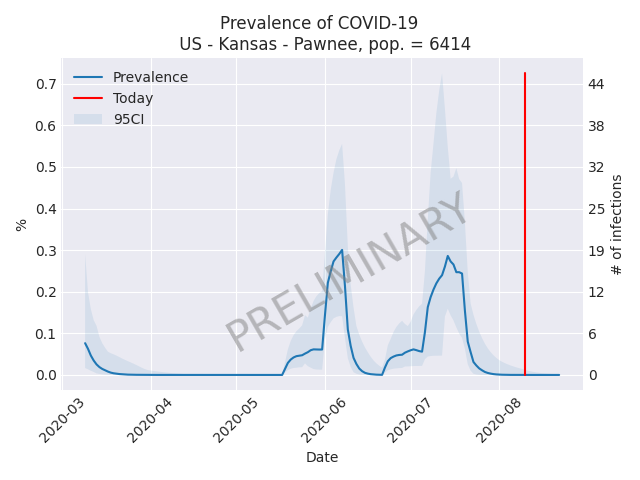 Prevalence of COVID-19
US - Kansas - Pawnee, pop. = 6414
Prevalence
Today
95CI
PRELIMINARY
%
0.7
0.6
0.5
0.4
0.3
0.2
0.1
0.0
44
38
32
25
19
12
6
0
# of infections
2020-03
2020-04
2020-05
2020-06
2020-07
2020-08
Date